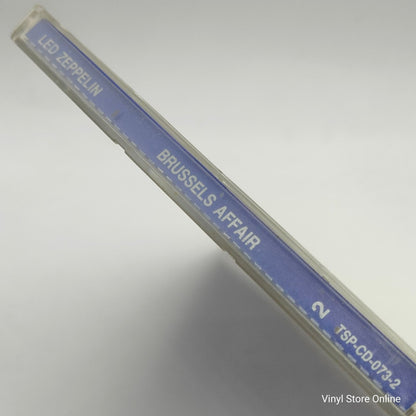 LED ZEPPELIN BRUSSELS AFFAIR 2 TSP-CD-073-2
Vinyl Store Online